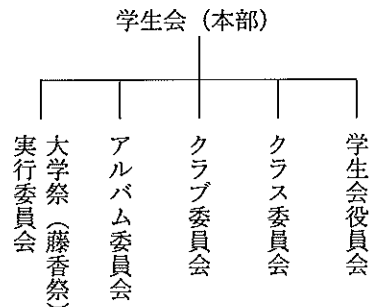 学生会（本部）
学生会役員会
クラス委員会
クラブ委員会
アルバム委員会
大学祭（藤香祭）
実行委員会